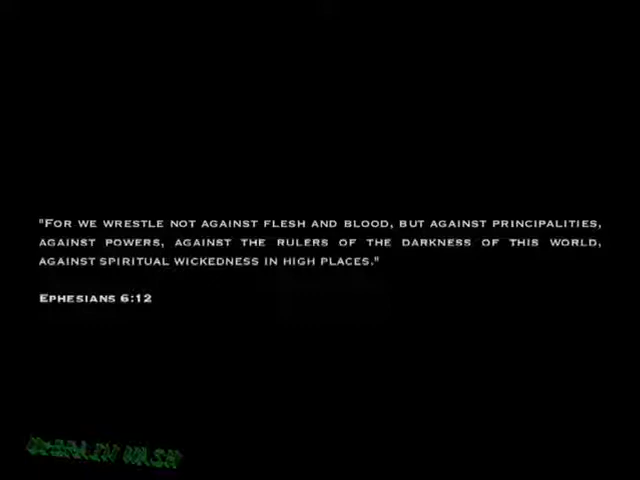 "FOR WE WRESTLE NOT AGAINST FLESH AND BLOOD, BUT AGAINST PRINCIPALITIES,
AGAINST POWERS, AGAINST THE RULERS OF THE DARKNESS OF THIS WORLD,
AGAINST SPIRITUAL WICKEDNESS IN HIGH PLACES."
EPHESIANS 6:12
WASH